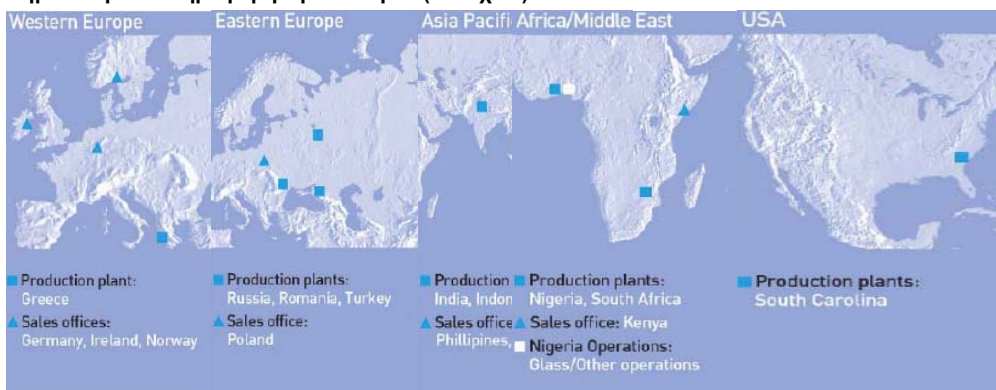 Western Europe
Production plant:
Greece
Sales offices:
Germany, Ireland, Norway
Eastern Europe
Production plants:
Russia, Romania, Turkey
Sales office:
Poland
Asia
Production
India,
Sales office
Phillipines,
Africa/Middle East
Production plants:
Nigeria, South Africa
Sales office: Kenya
Nigeria Operations:
Glass/Other operations
USA
Production plants:
South Carolina